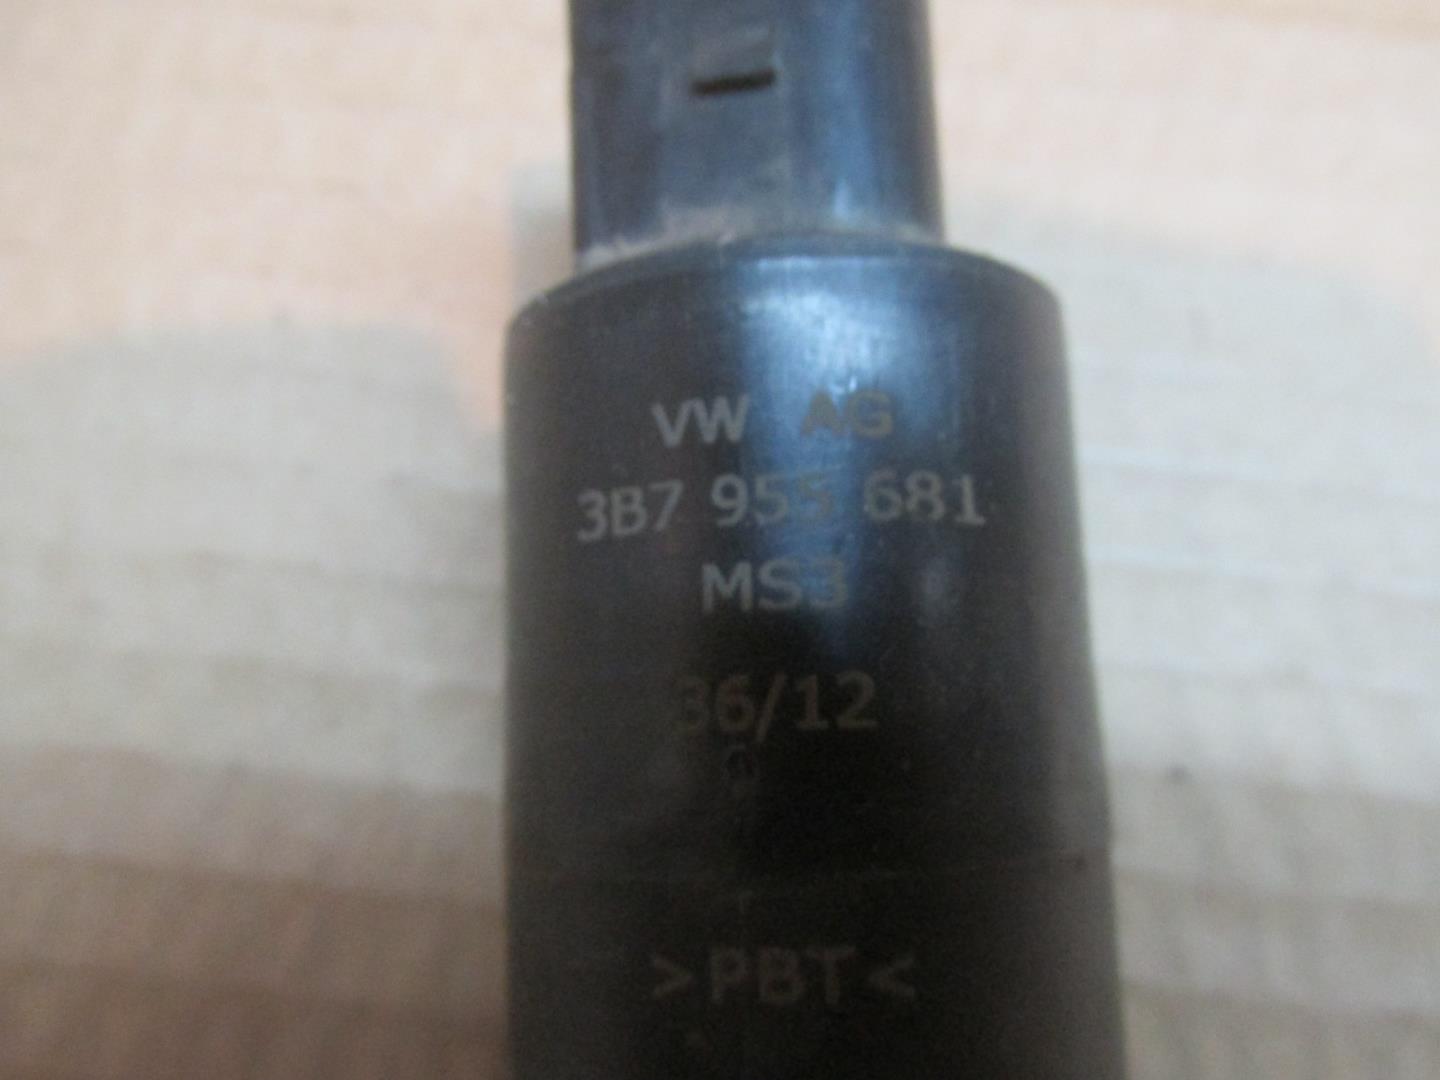 VW AG
3B7 955 681
MS3
36/12
>PBT<